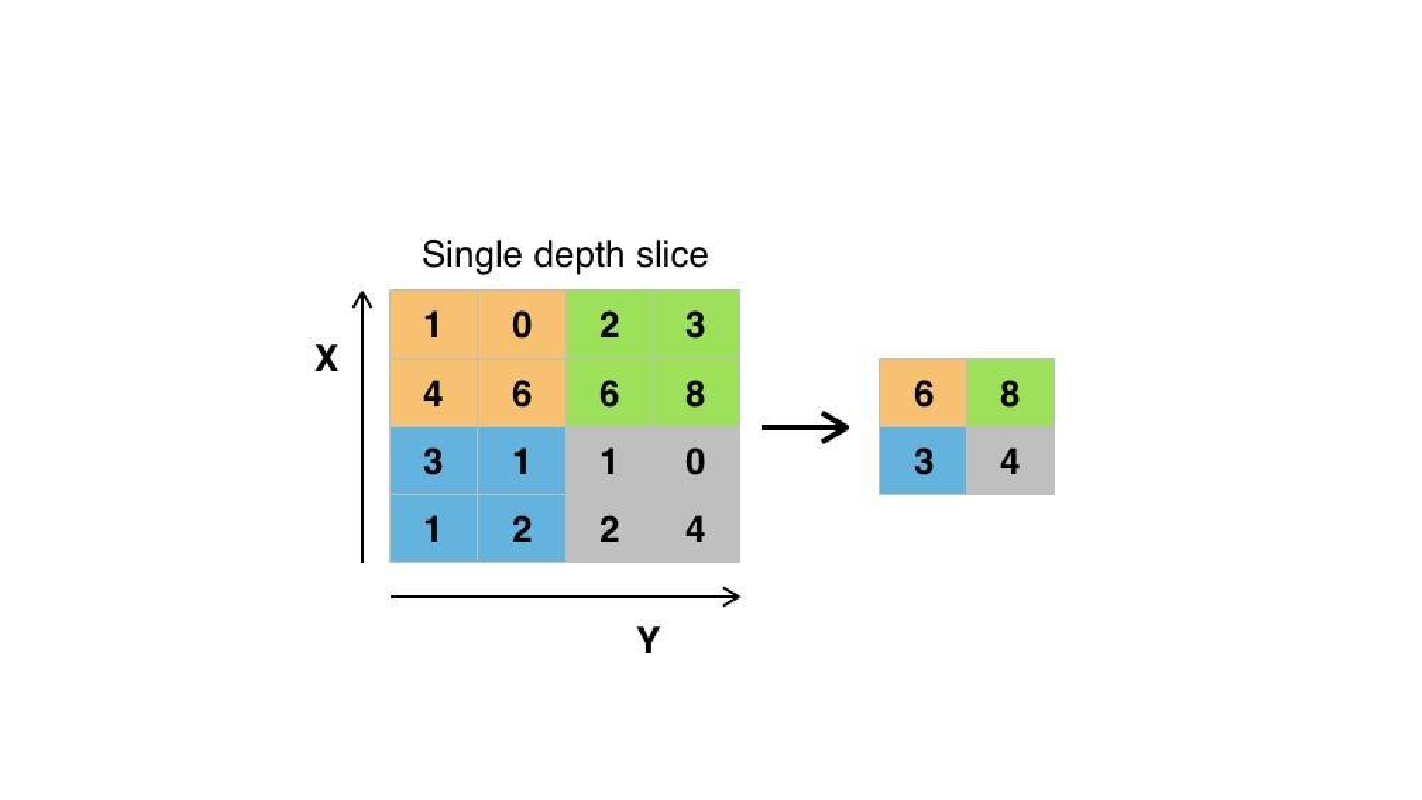 Single depth slice
X
1 0 2 3
4 6 6 8
3 1 1 0
1 2 2 4
Y
6 8
3 4